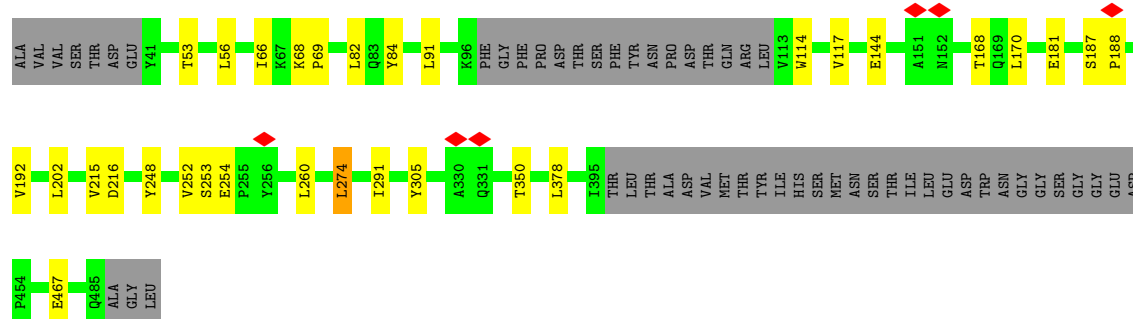 ALA VAL VAL SER THR ASP GLU Y41 T53 L56 I66 K67 K68 P69 L82 Q83 Y84 L91 K96 PHE GLY PHE PRO ASP THR SER PHE TYR ASN PRO ASP THR GLN ARG LEU V113 W114 V117 E144 A151 N152 T168 Q169 L170 E181 S187 P188
V192 L202 V215 D216 Y248 V252 S253 E254 P255 Y256 L260 L274 I291 Y305 A330 Q331 T350 L378 I395 THR LEU THR ALA ASP VAL MET THR TYR ILE HIS SER MET ASN SER THR ILE LEU GLU ASP TRP ASN GLY GLY SER GLY GLY GLU ASP
P454 E467 Q485 ALA GLY LEU